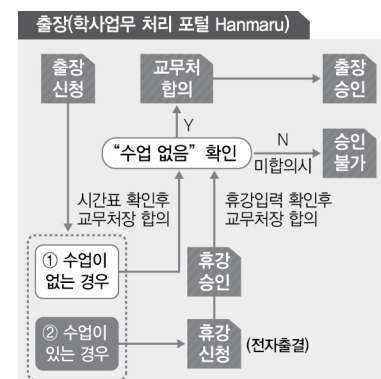 출장(학사업무 처리 포털 Hanmaru)
출장
신청
교무처
합의
출장
승인
Y
"수업 없음" 확인
N
미합의시
승인
불가
시간표 확인후
교무처장 합의
휴강입력 확인후
교무처장 합의
① 수업이
없는 경우
휴강
승인
② 수업이
있는 경우
휴강
신청
(전자출결)